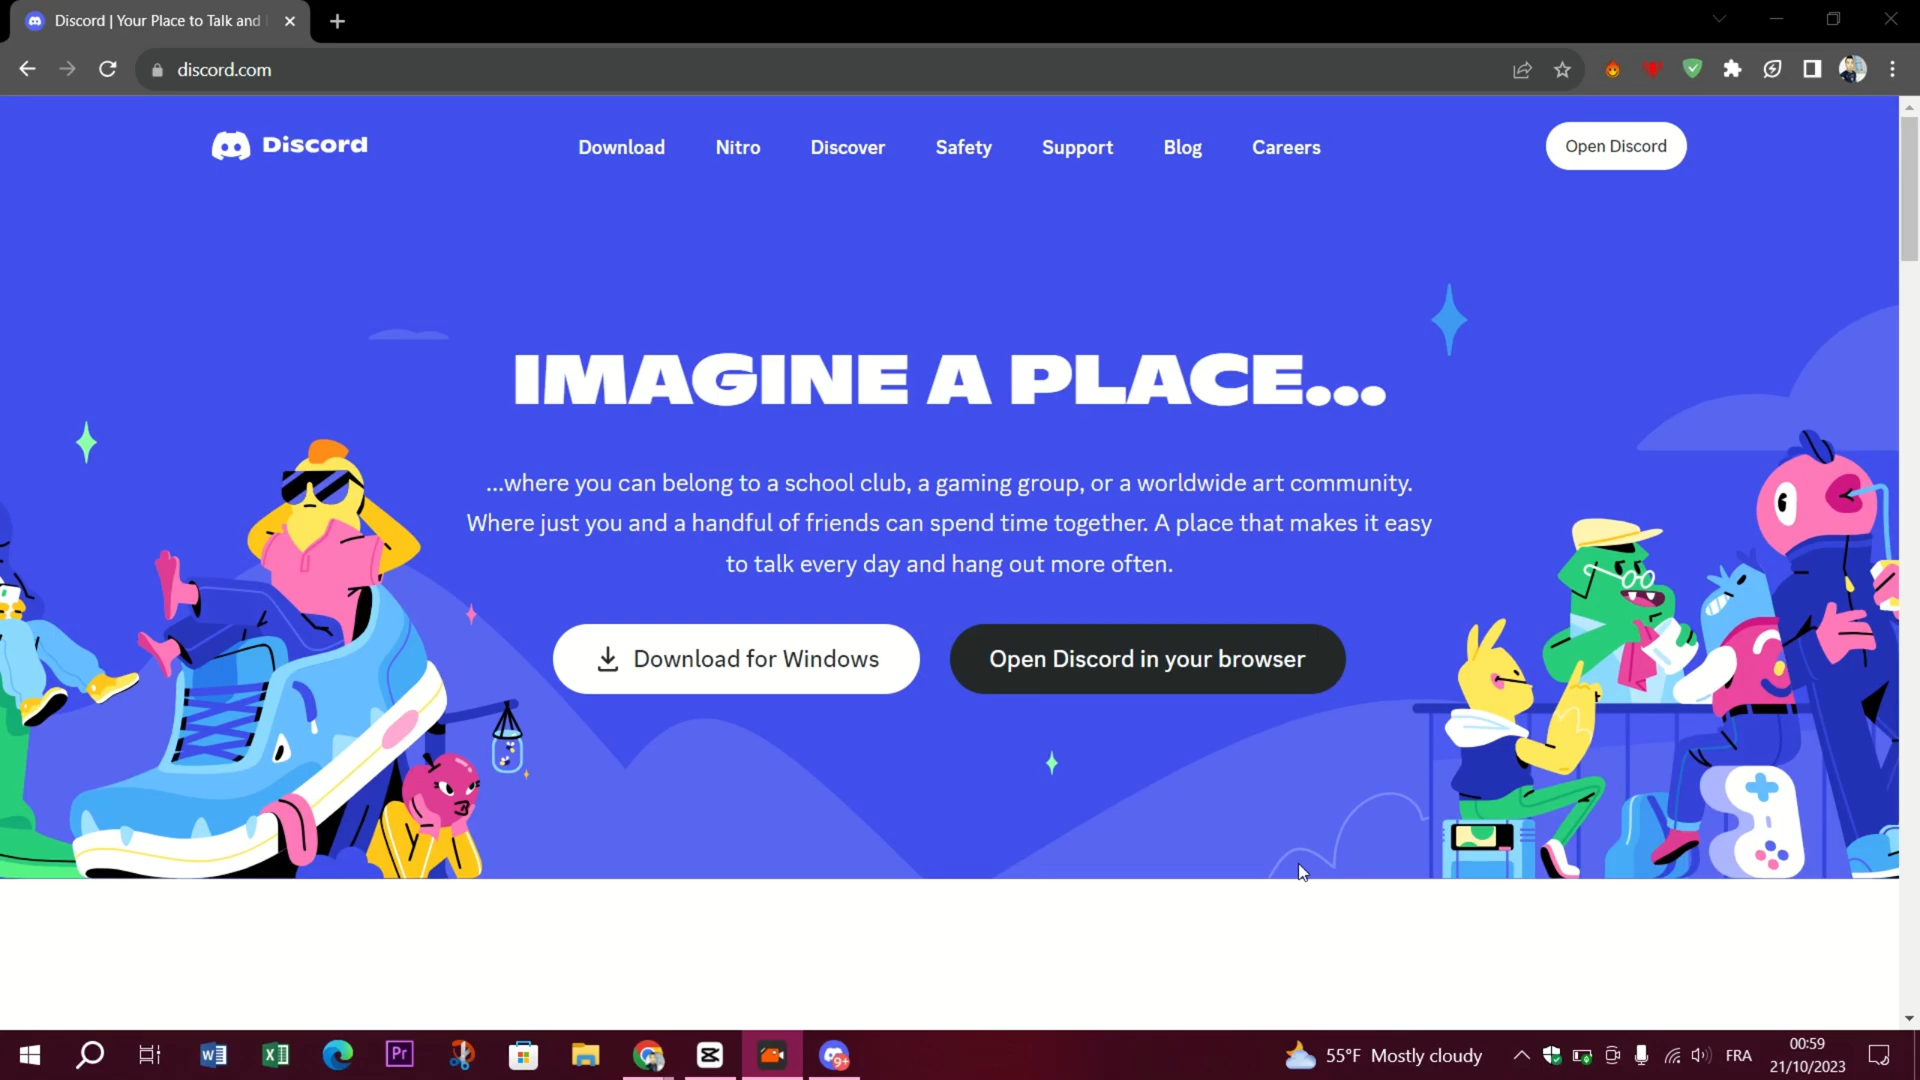 Discord | Your Place to Talk and
discord.com
Discord
Download
Nitro
Discover
Safety
Support
Blog
Careers
Open Discord
IMAGINE A PLACE...
...where you can belong to a school club, a gaming group, or a worldwide art community.
Where just you and a handful of friends can spend time together. A place that makes it easy
to talk every day and hang out more often.
Download for Windows
Open Discord in your browser
Pr
9+
55°F Mostly cloudy
FRA
00:59
21/10/2023